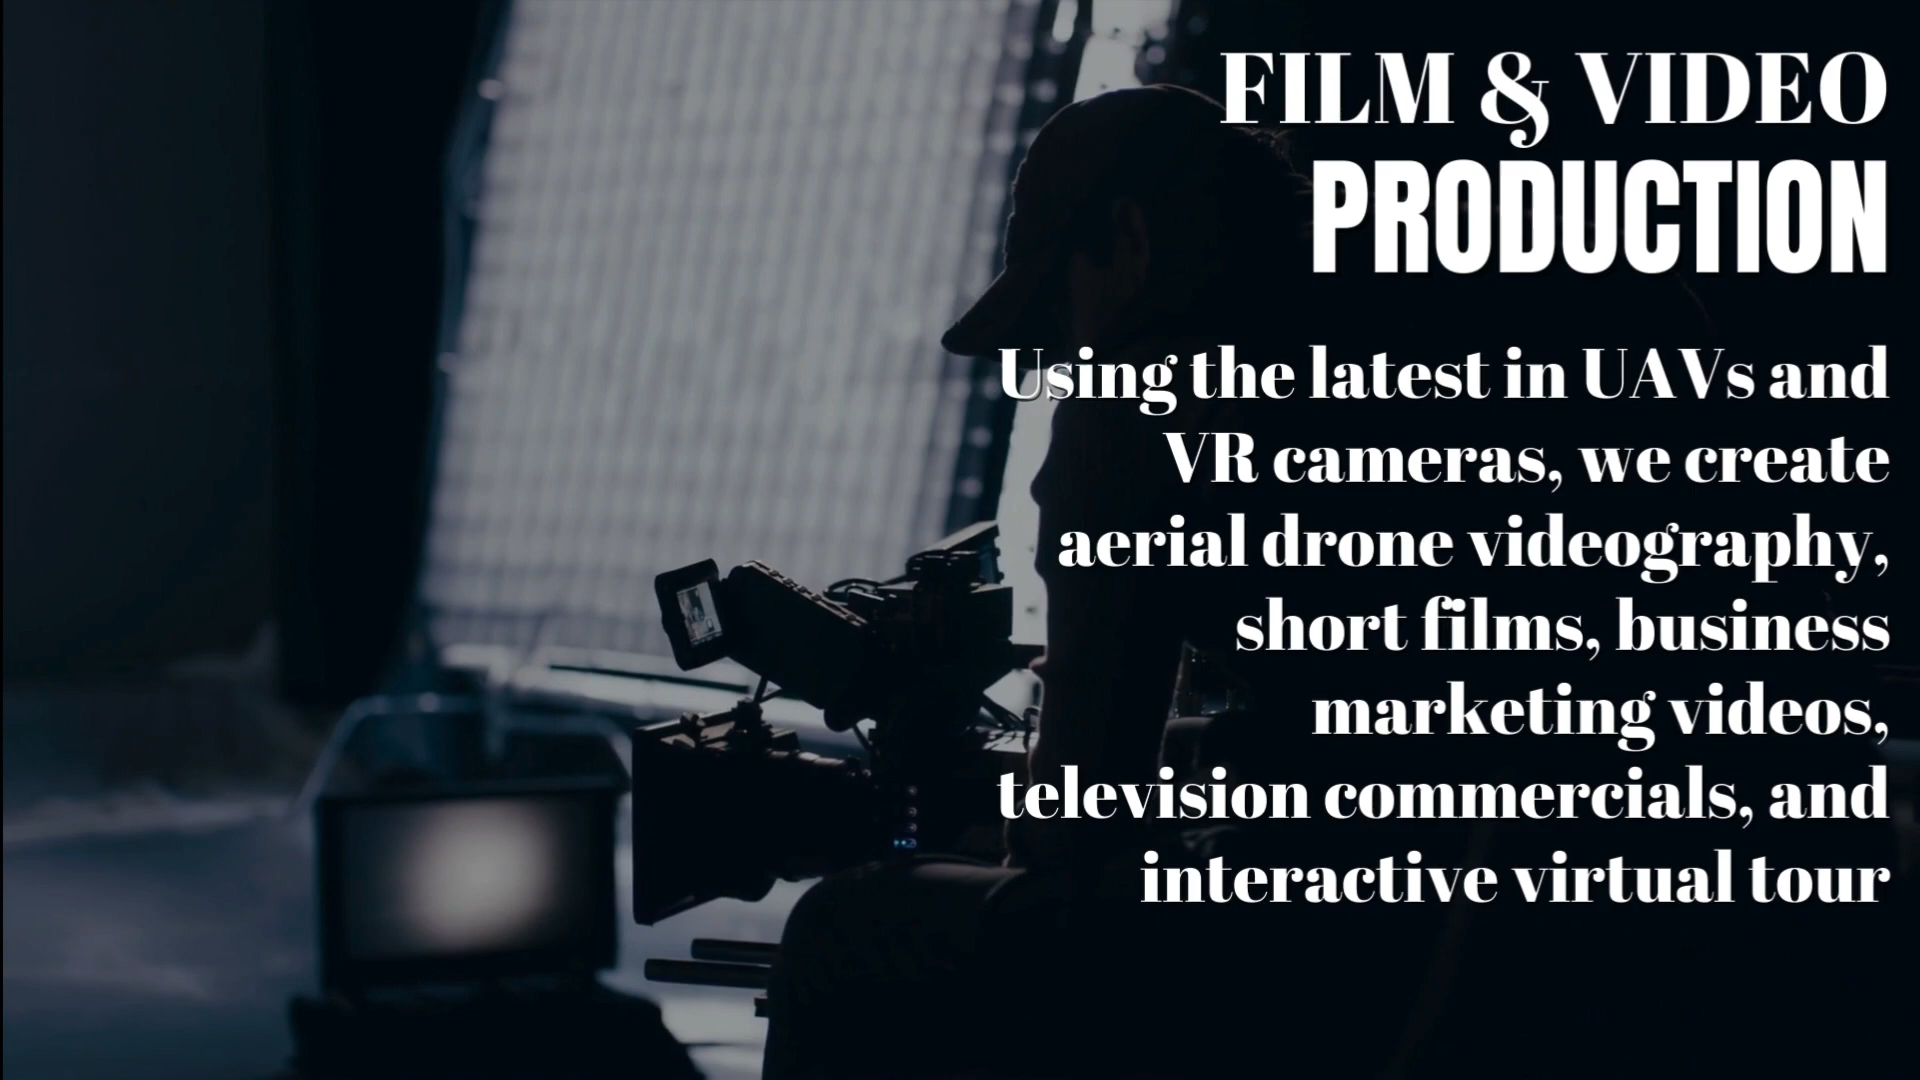 FILM & VIDEO
PRODUCTION
Using the latest in UAVs and
VR cameras, we create
aerial drone videography,
short films, business
marketing videos,
television commercials, and
interactive virtual tour